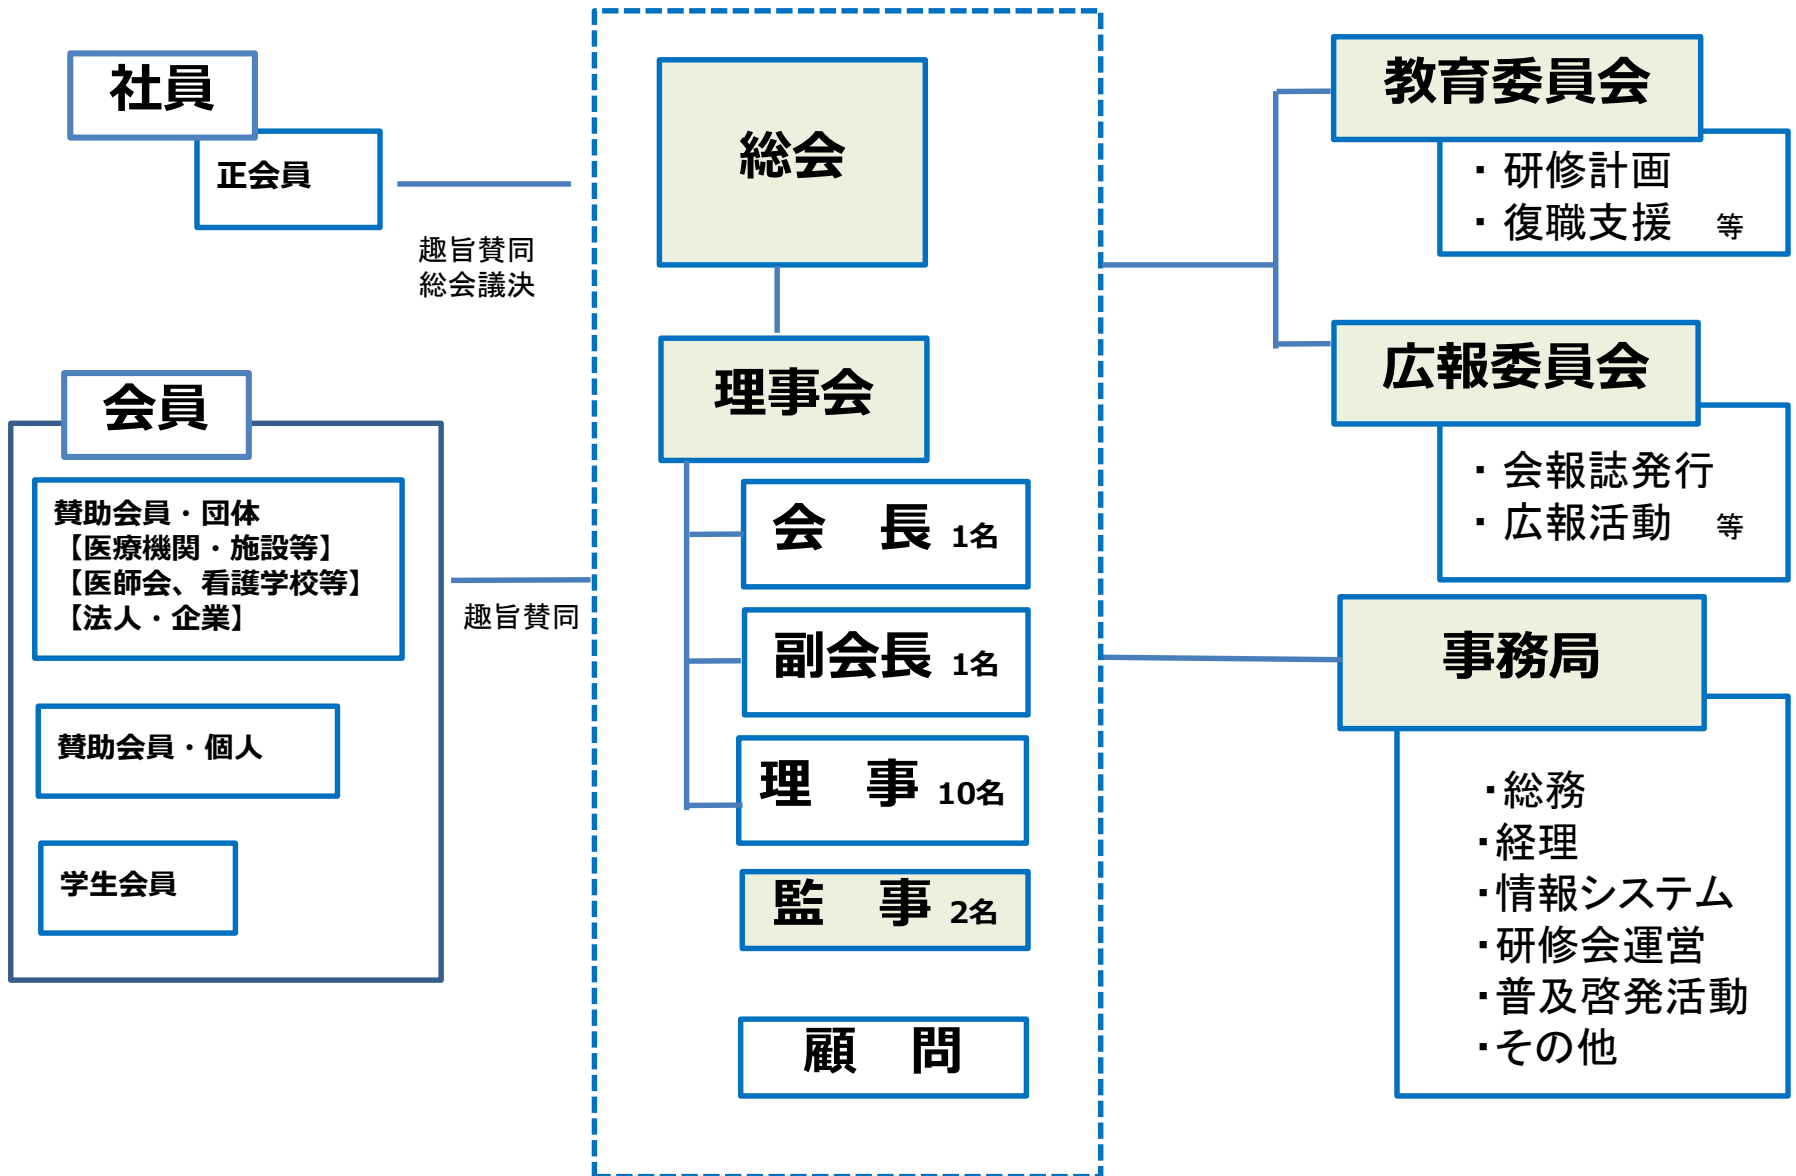 社員
正会員
趣旨賛同
総会議決
会員
賛助会員・団体
【医療機関・施設等】
【医師会、看護学校等】
【法人・企業】
賛助会員・個人
学生会員
趣旨賛同
総会
理事会
会　長 1名
副会長 1名
理　事 10名
監　事 2名
顧　問
教育委員会
・研修計画
・復職支援　等
広報委員会
・会報誌発行
・広報活動　等
事務局
・総務
・経理
・情報システム
・研修会運営
・普及啓発活動
・その他